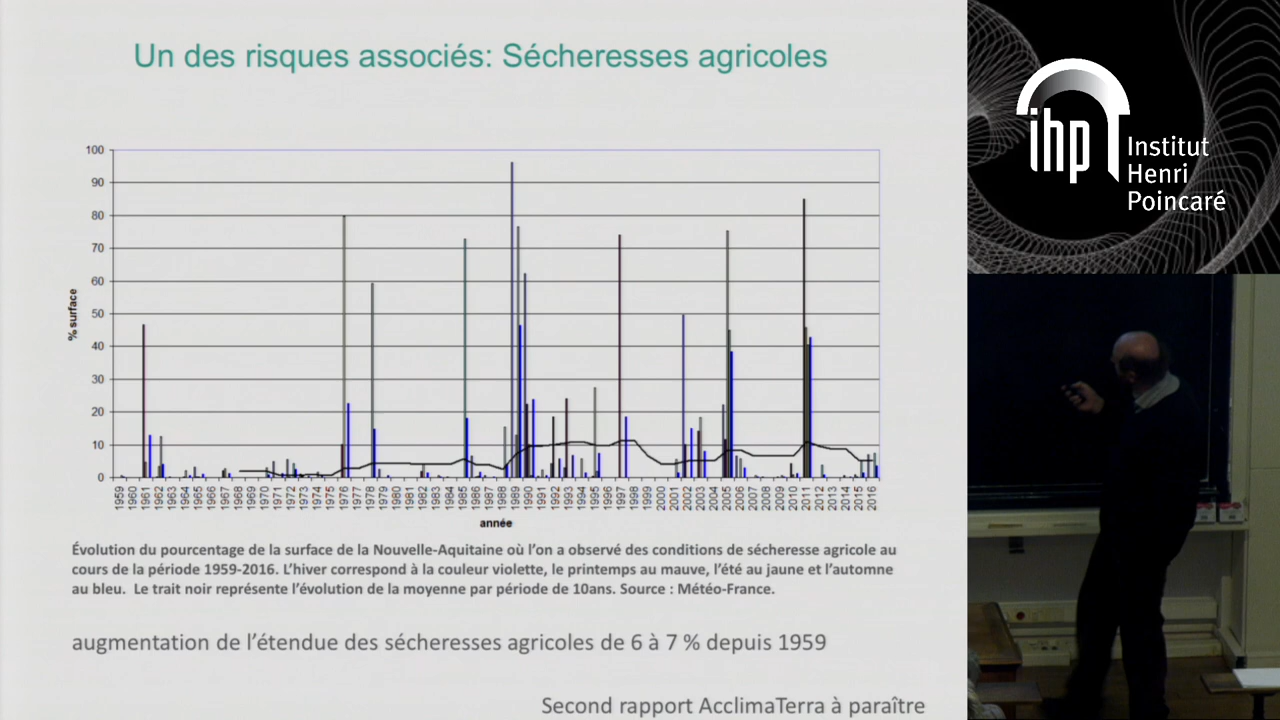 Un des risques associés: Sécheresses agricoles
100
90
80
70
60
50
40
30
20
10
0
% surface
1959 1960 1961 1962 1963 1964 1965 1966 1967 1968 1969 1970 1971 1972 1973 1974 1975 1976 1977 1978 1979 1980 1981 1982 1983 1984 1985 1986 1987 1988 1989 1990 1991 1992 1993 1994 1995 1996 1997 1998 1999 2000 2001 2002 2003 2004 2005 2006 2007 2008 2009 2010 2011 2012 2013 2014 2015 2016
année
Évolution du pourcentage de la surface de la Nouvelle-Aquitaine où l'on a observé des conditions de sécheresse agricole au
cours de la période 1959-2016. L'hiver correspond à la couleur violette, le printemps au mauve, l'été au jaune et l'automne
au bleu. Le trait noir représente l'évolution de la moyenne par période de 10ans. Source : Météo-France.
augmentation de l'étendue des sécheresses agricoles de 6 à 7 % depuis 1959
Second rapport AcclimaTerra à paraître
ihp
Institut
Henri
Poincaré